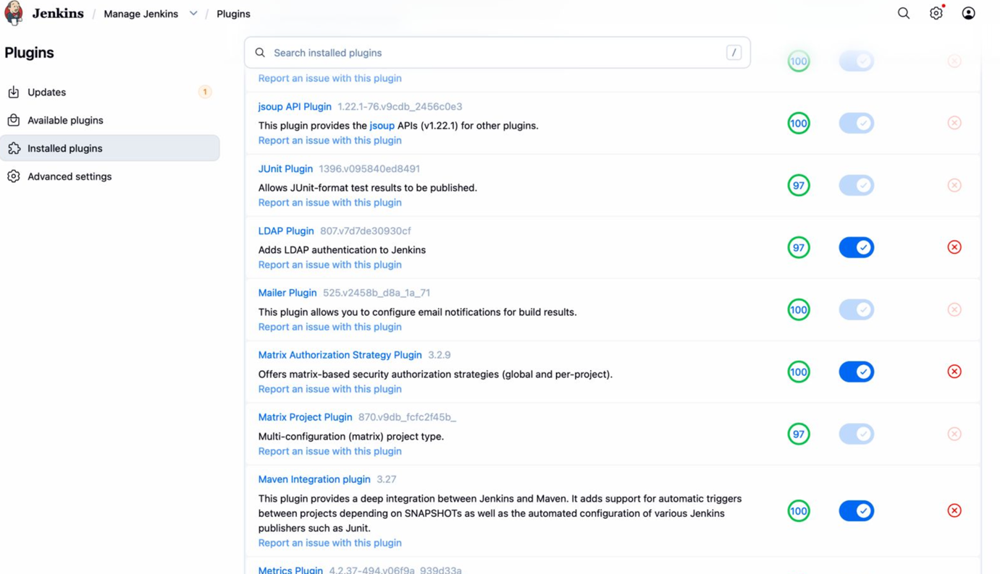 Jenkins / Manage Jenkins / Plugins
Plugins
Search installed plugins /
Updates 1
Available plugins
Installed plugins
Advanced settings
100
Report an issue with this plugin
jsoup API Plugin 1.22.1-76.v9cdb_2456c0e3
This plugin provides the jsoup APIs (v1.22.1) for other plugins.
Report an issue with this plugin
100
JUnit Plugin 1396.v095840ed8491
Allows JUnit-format test results to be published.
Report an issue with this plugin
97
LDAP Plugin 807.v7d7de30930cf
Adds LDAP authentication to Jenkins
Report an issue with this plugin
97
Mailer Plugin 525.v2458b_d8a_1a_71
This plugin allows you to configure email notifications for build results.
Report an issue with this plugin
100
Matrix Authorization Strategy Plugin 3.2.9
Offers matrix-based security authorization strategies (global and per-project).
Report an issue with this plugin
100
Matrix Project Plugin 870.v9db_fcfc2f45b_
Multi-configuration (matrix) project type.
Report an issue with this plugin
97
Maven Integration plugin 3.27
This plugin provides a deep integration between Jenkins and Maven. It adds support for automatic triggers
between projects depending on SNAPSHOTs as well as the automated configuration of various Jenkins
publishers such as Junit.
Report an issue with this plugin
100
Metrics Plugin 4.2.37-494.v06f9a_939d33a